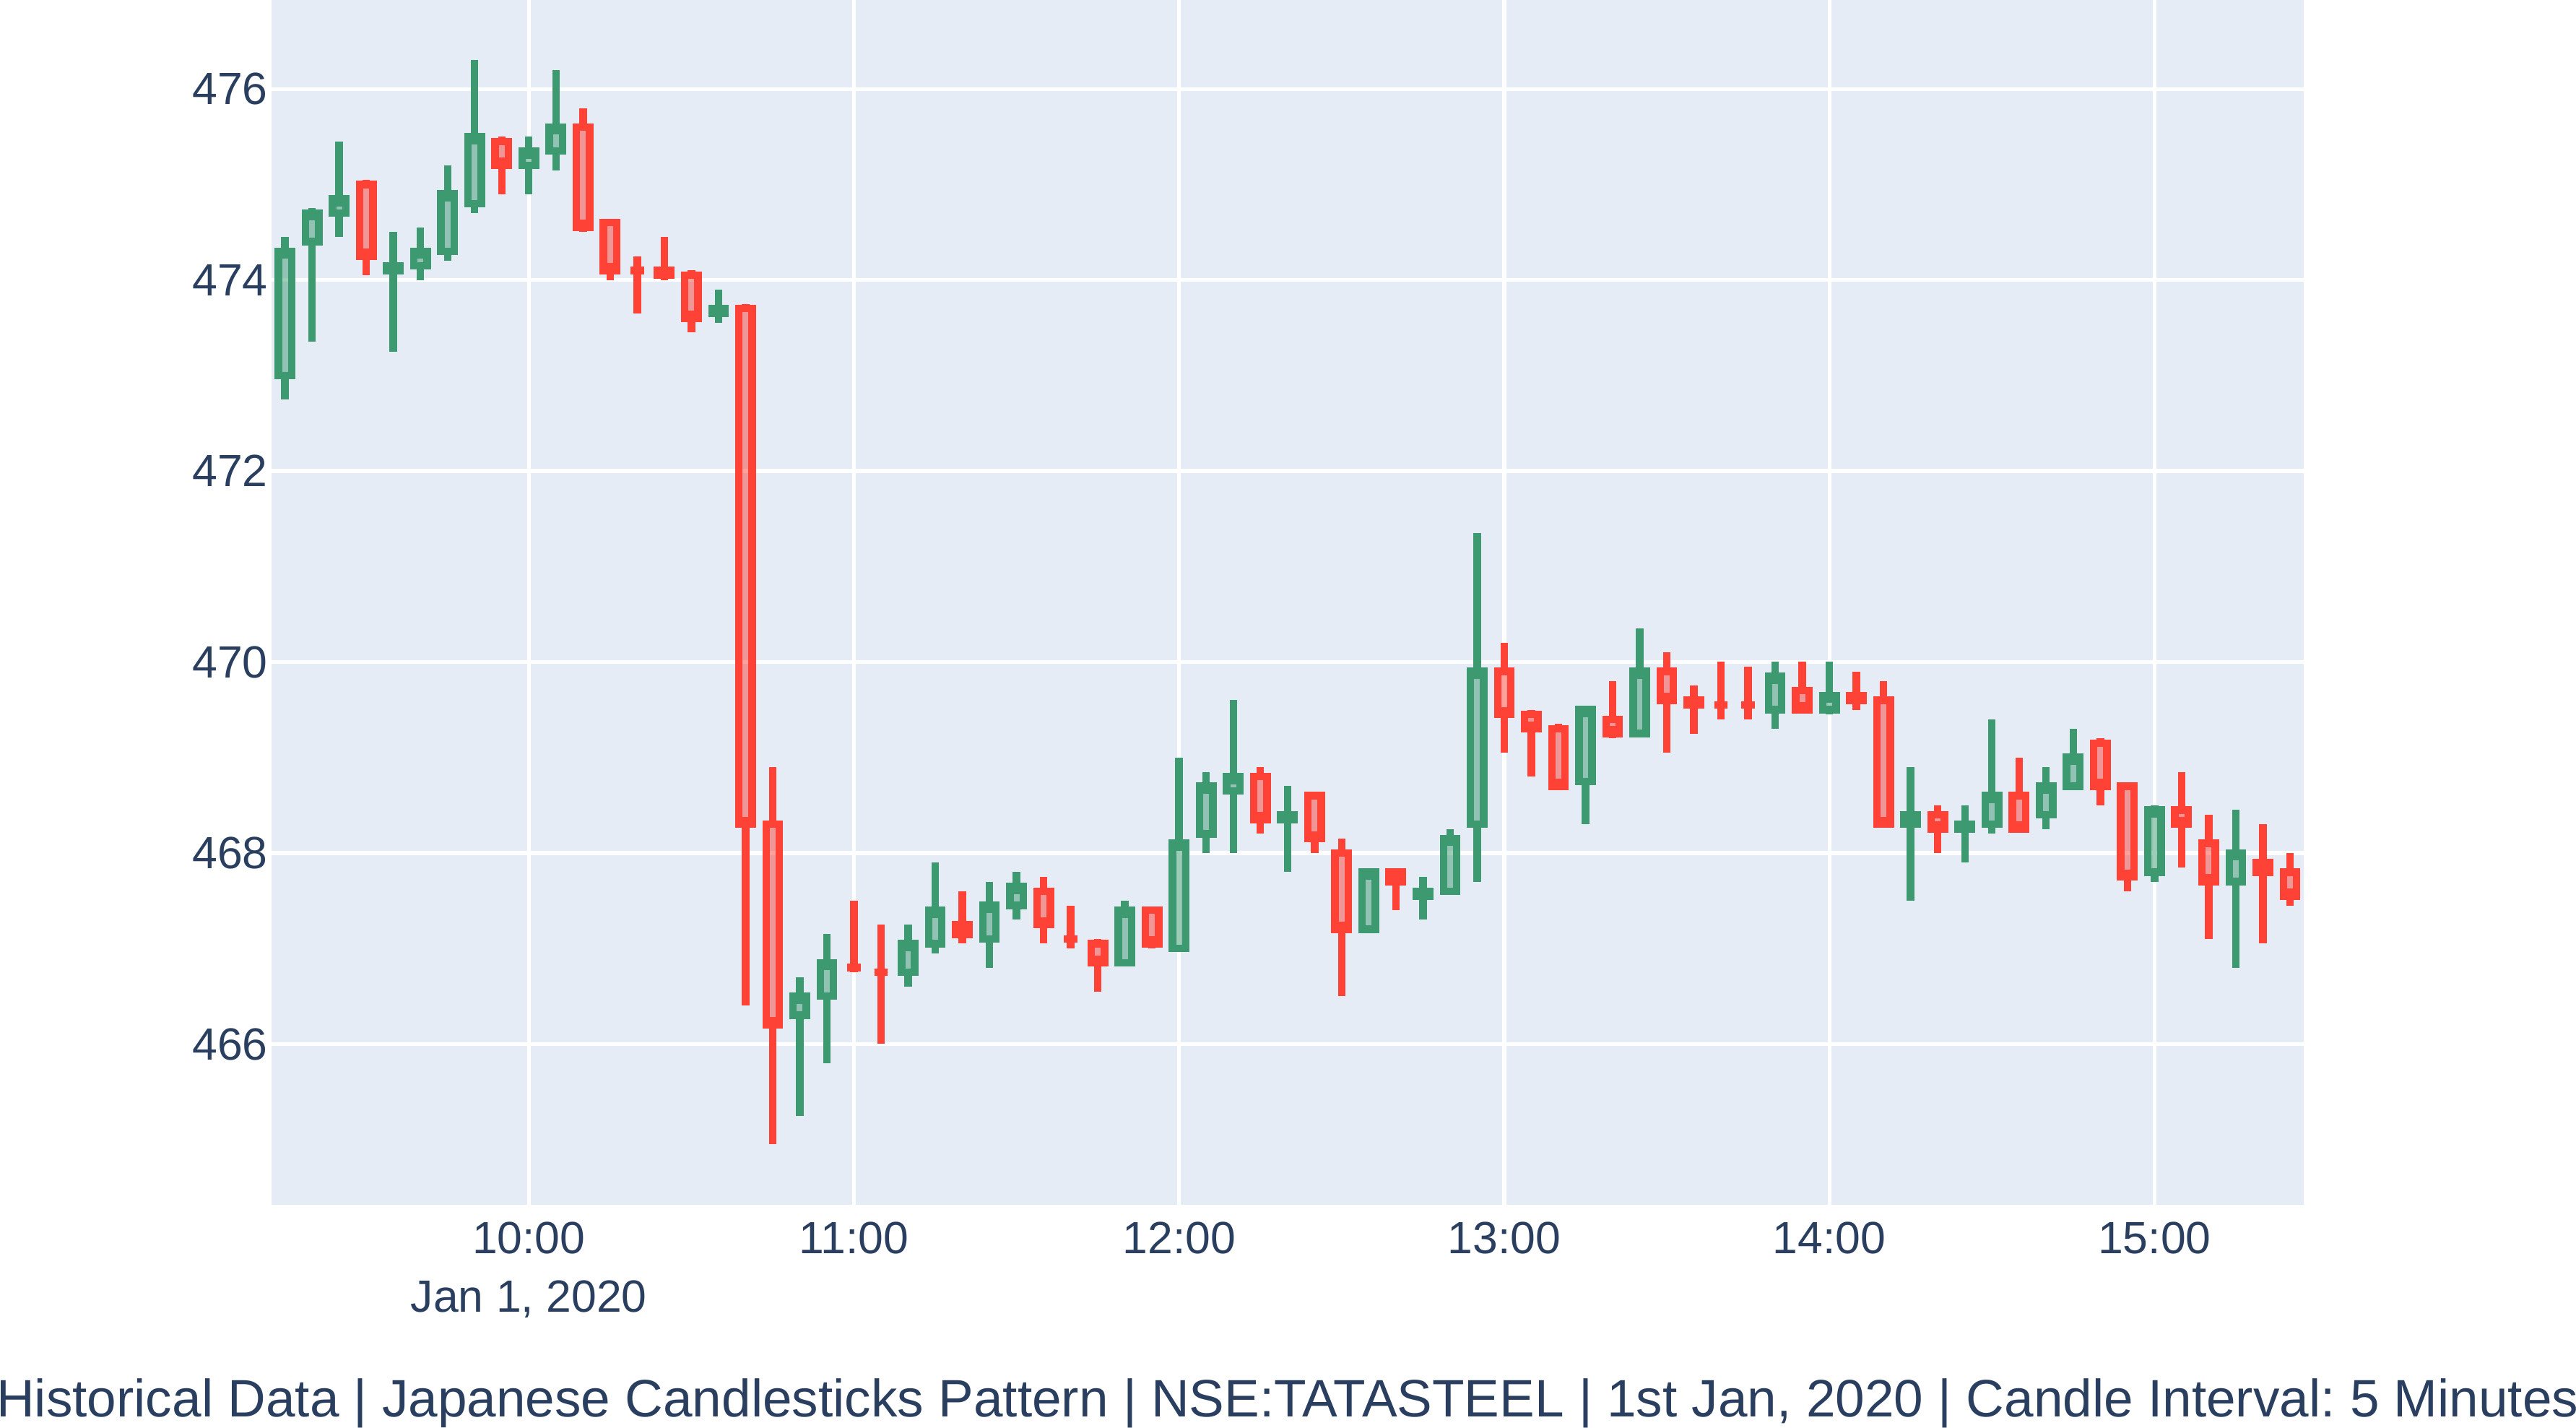 476
474
472
470
468
466
10:00 11:00 12:00 13:00 14:00 15:00
Jan 1, 2020
Historical Data | Japanese Candlesticks Pattern | NSE:TATASTEEL | 1st Jan, 2020 | Candle Interval: 5 Minutes